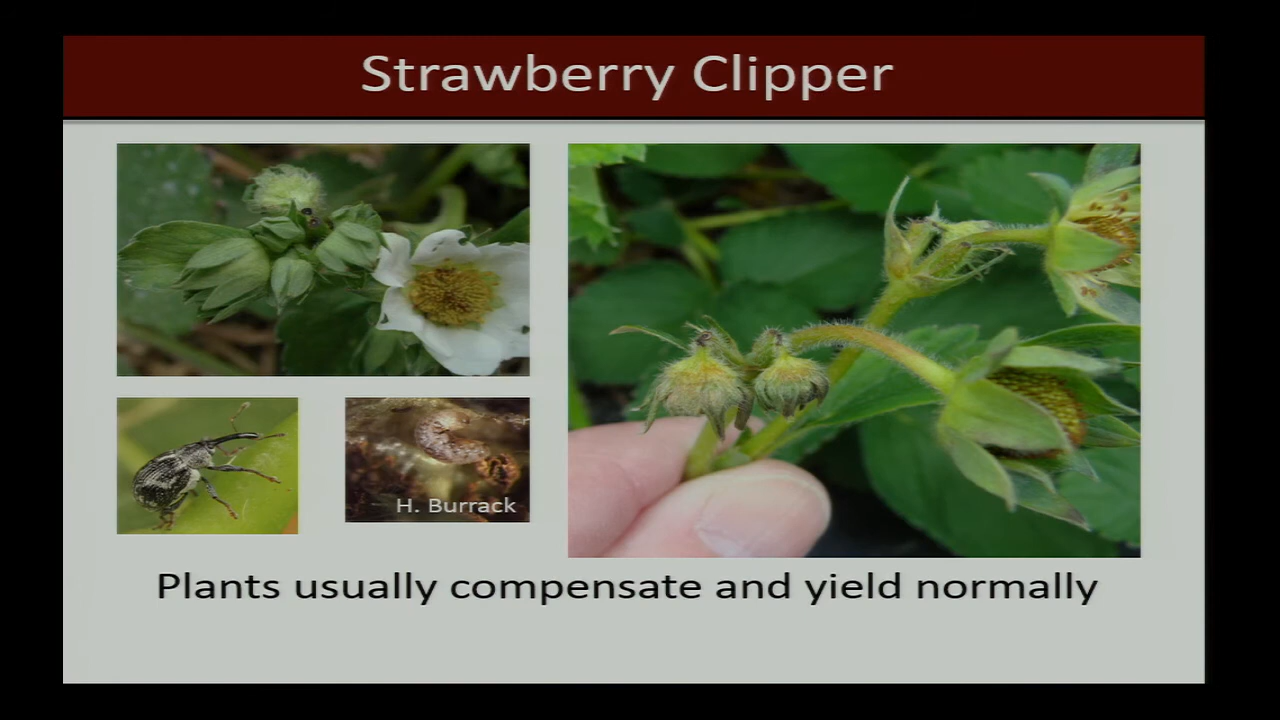 Strawberry Clipper
H. Burrack
Plants usually compensate and yield normally